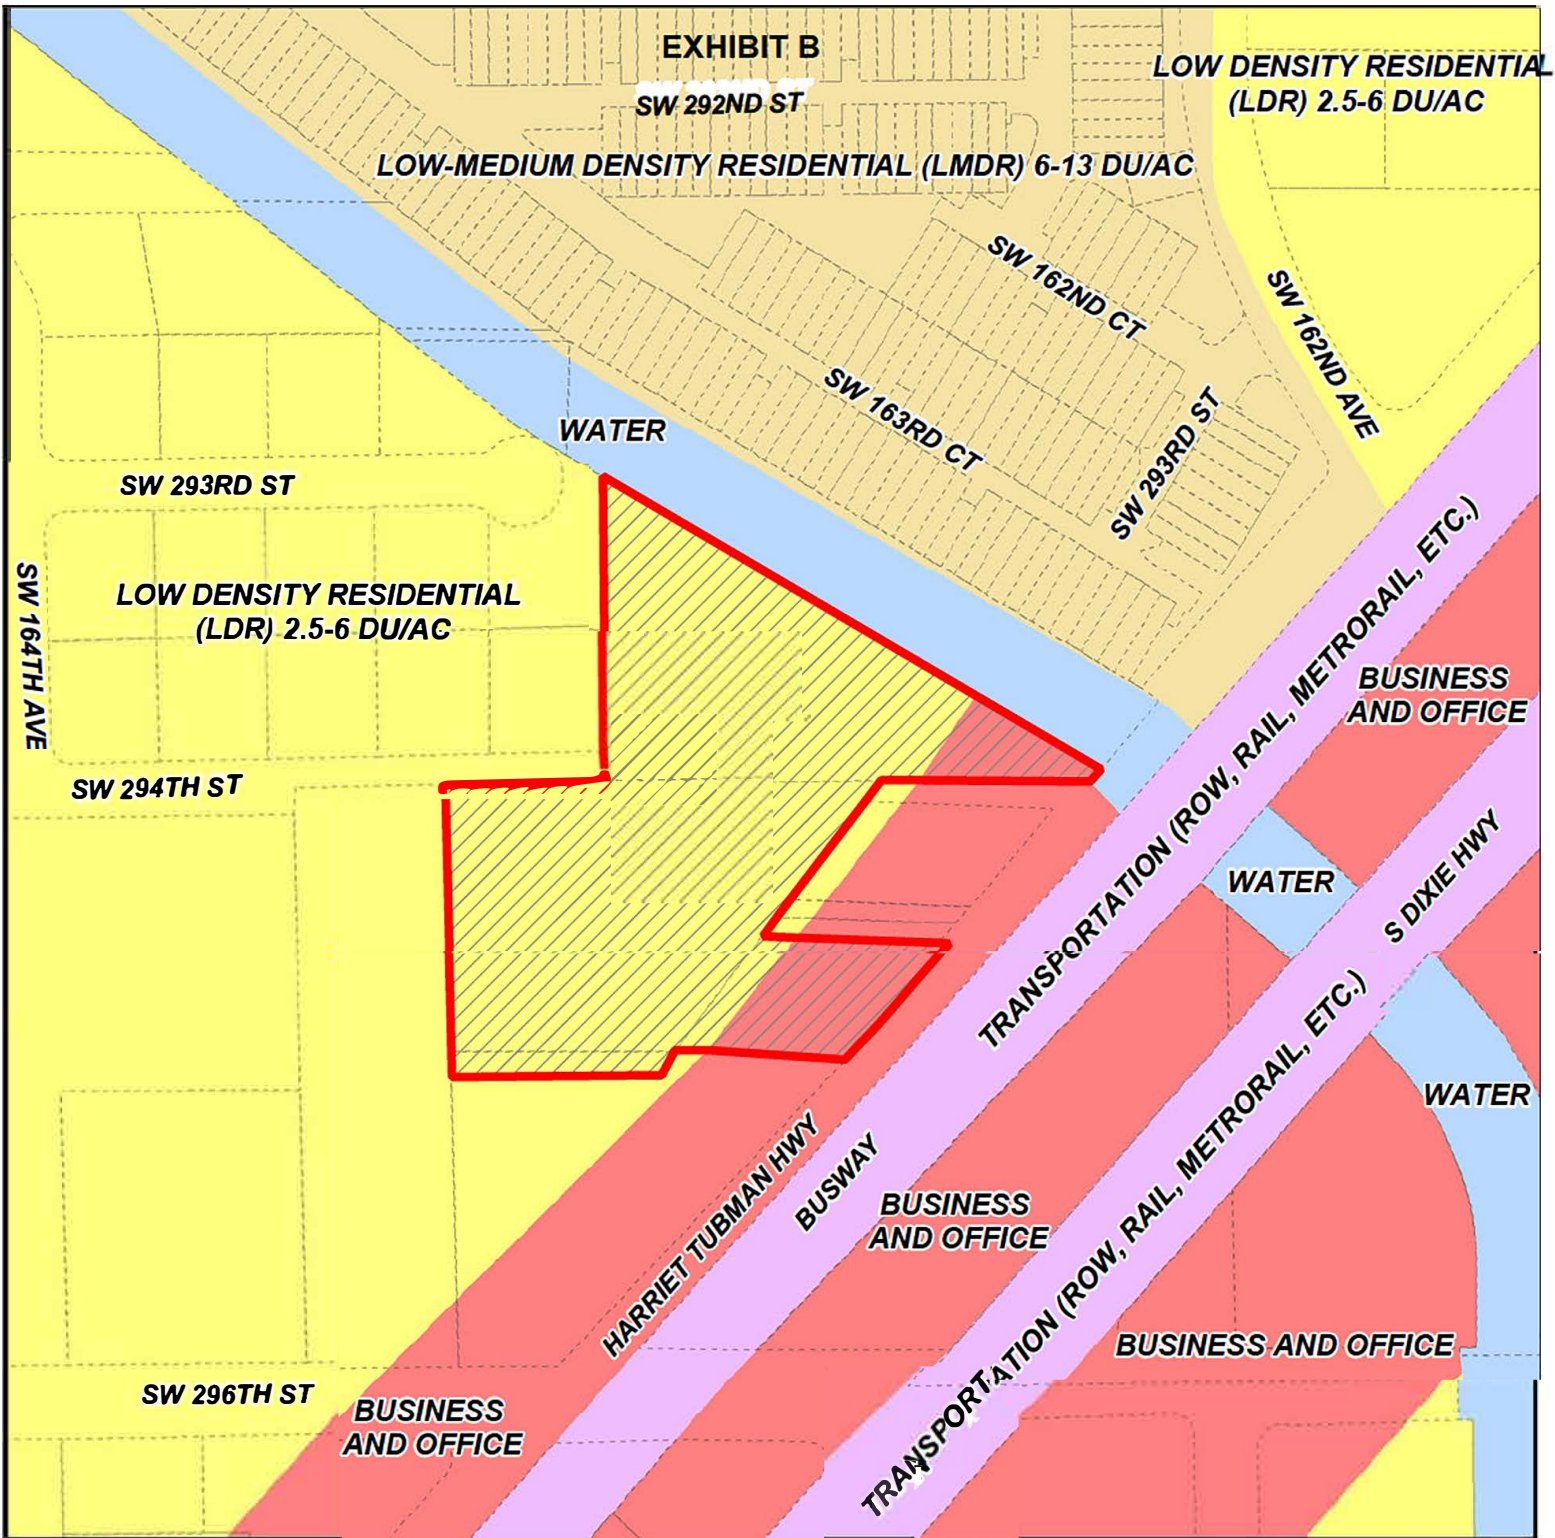 EXHIBIT B
SW 292ND ST
LOW DENSITY RESIDENTIAL
(LDR) 2.5-6 DU/AC
LOW-MEDIUM DENSITY RESIDENTIAL (LMDR) 6-13 DU/AC
SW 162ND CT
SW 162ND AVE
SW 163RD CT
SW 293RD ST
WATER
SW 293RD ST
SW 164TH AVE
LOW DENSITY RESIDENTIAL
(LDR) 2.5-6 DU/AC
TRANSPORTATION (ROW, RAIL, METRORAIL, ETC.)
BUSINESS
AND OFFICE
SW 294TH ST
WATER
S DIXIE HWY
TRANSPORTATION (ROW, RAIL, METRORAIL, ETC.)
WATER
HARRIET TUBMAN HWY
BUSWAY
BUSINESS
AND OFFICE
BUSINESS AND OFFICE
SW 296TH ST
BUSINESS
AND OFFICE